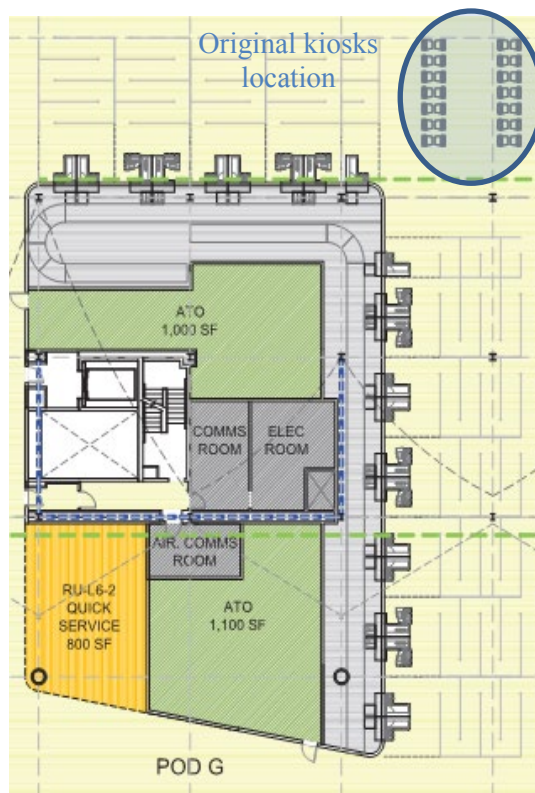 Original kiosks
location
ATO
1,000 SF
COMMS
ROOM
ELEC
ROOM
AIR. COMMS
ROOM
RU-L6-2
QUICK
SERVICE
800 SF
ATO
1,100 SF
POD G